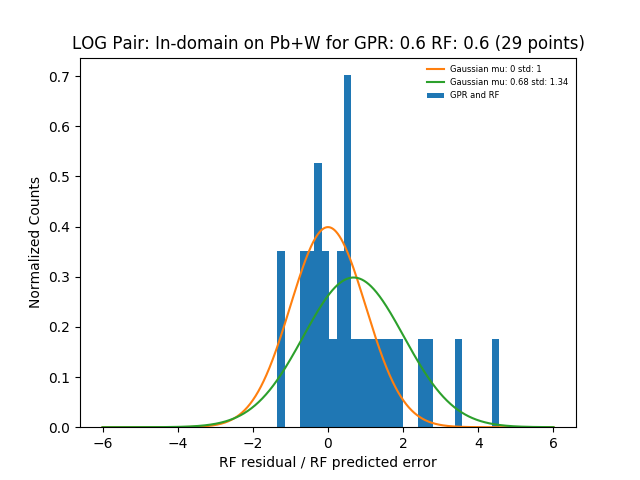 LOG Pair: In-domain on Pb+W for GPR: 0.6 RF: 0.6 (29 points)
Gaussian mu: 0 std: 1
Gaussian mu: 0.68 std: 1.34
GPR and RF
Normalized Counts
0.7
0.6
0.5
0.4
0.3
0.2
0.1
0.0
−6 −4 −2 0 2 4 6
RF residual / RF predicted error